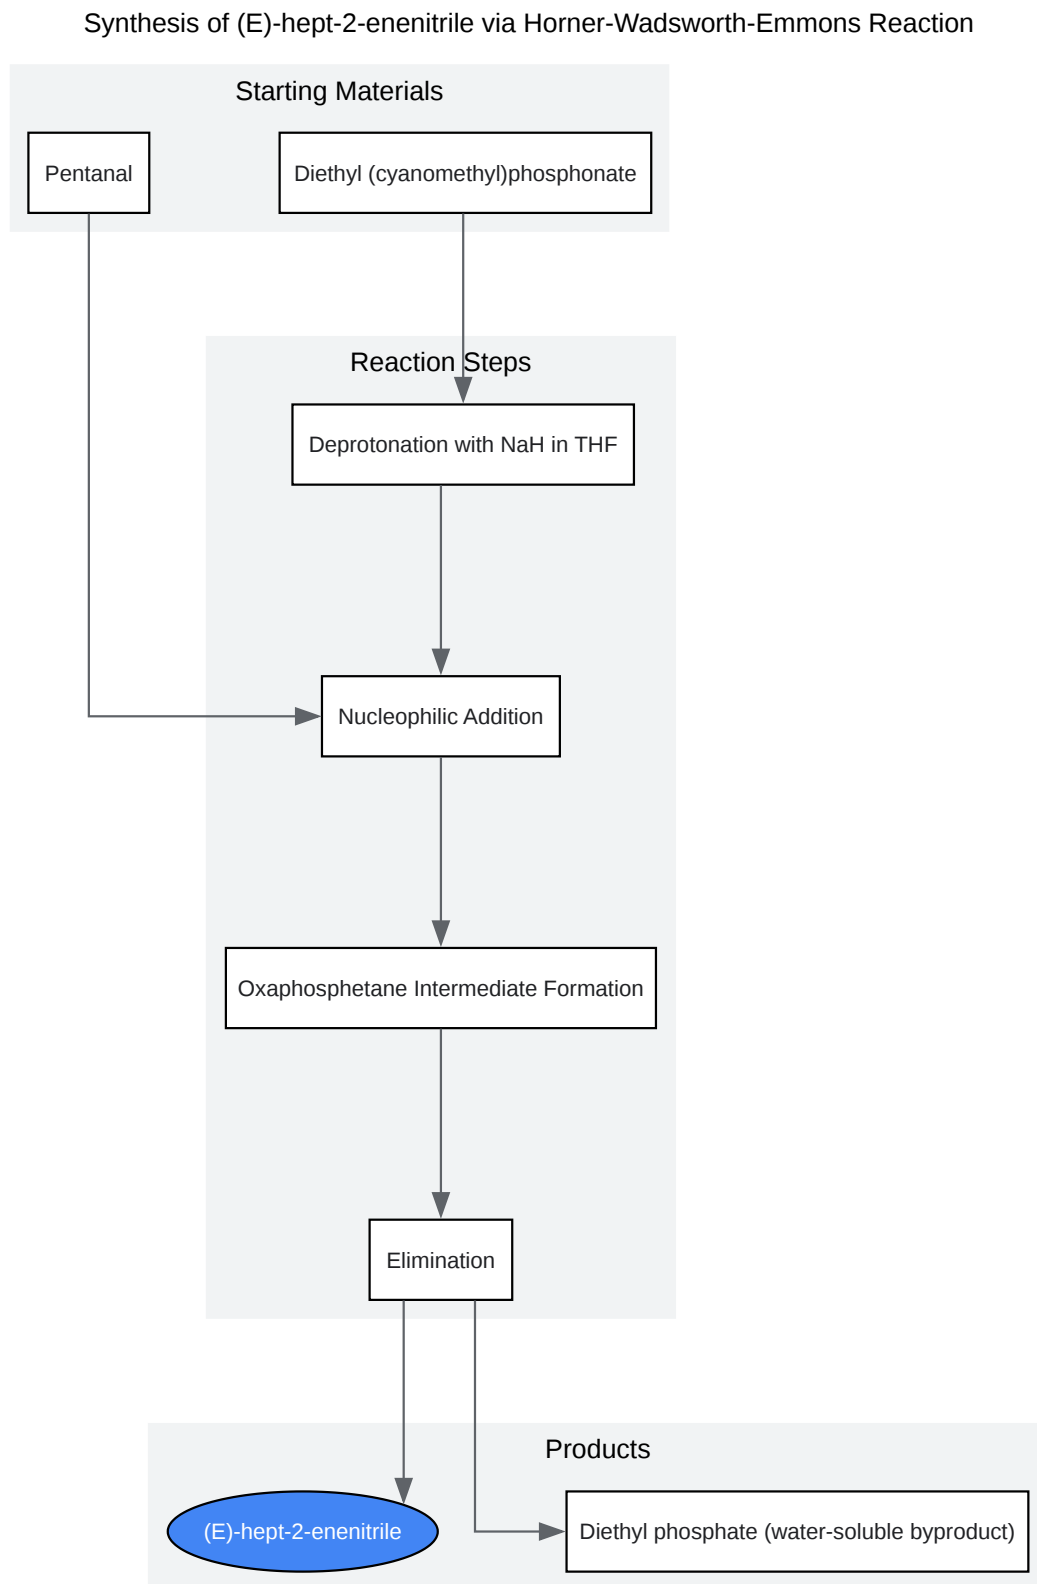 Synthesis of (E)-hept-2-enenitrile via Horner-Wadsworth-Emmons Reaction
Starting Materials
Pentanal
Diethyl (cyanomethyl)phosphonate
Reaction Steps
Deprotonation with NaH in THF
Nucleophilic Addition
Oxaphosphetane Intermediate Formation
Elimination
Products
(E)-hept-2-enenitrile
Diethyl phosphate (water-soluble byproduct)